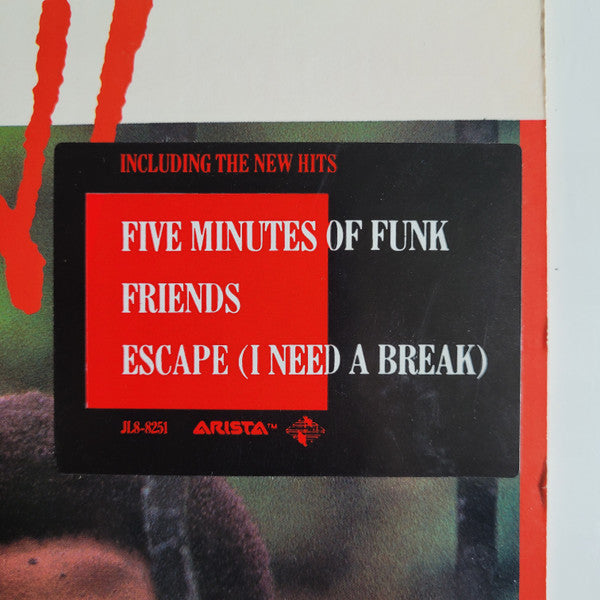 INCLUDING THE NEW HITS
FIVE MINUTES OF FUNK
FRIENDS
ESCAPE (I NEED A BREAK)
JL8-8251 ARISTA™